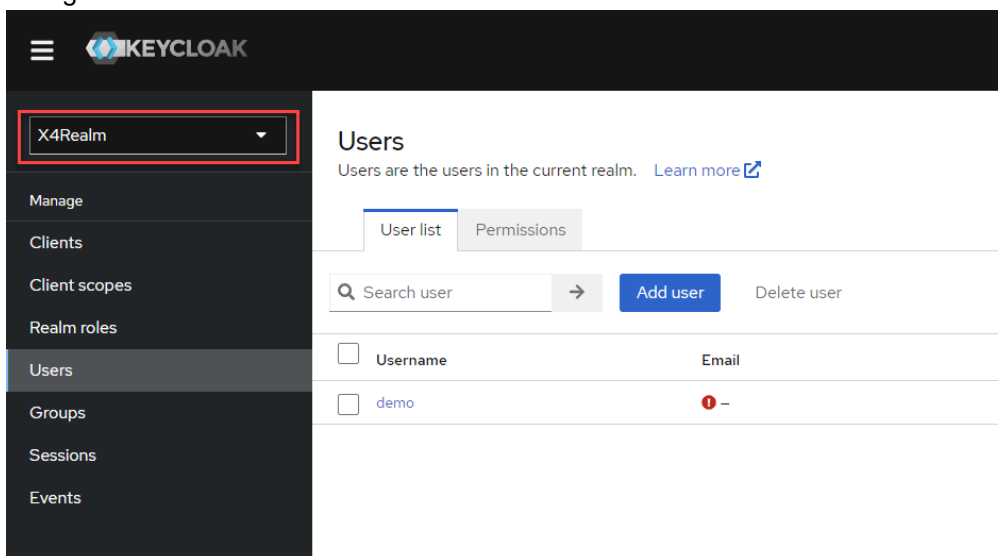 KEYCLOAK
X4Realm
Manage
Clients
Client scopes
Realm roles
Users
Groups
Sessions
Events
Users
Users are the users in the current realm. Learn more
User list Permissions
Search user Add user Delete user
Username Email
demo –